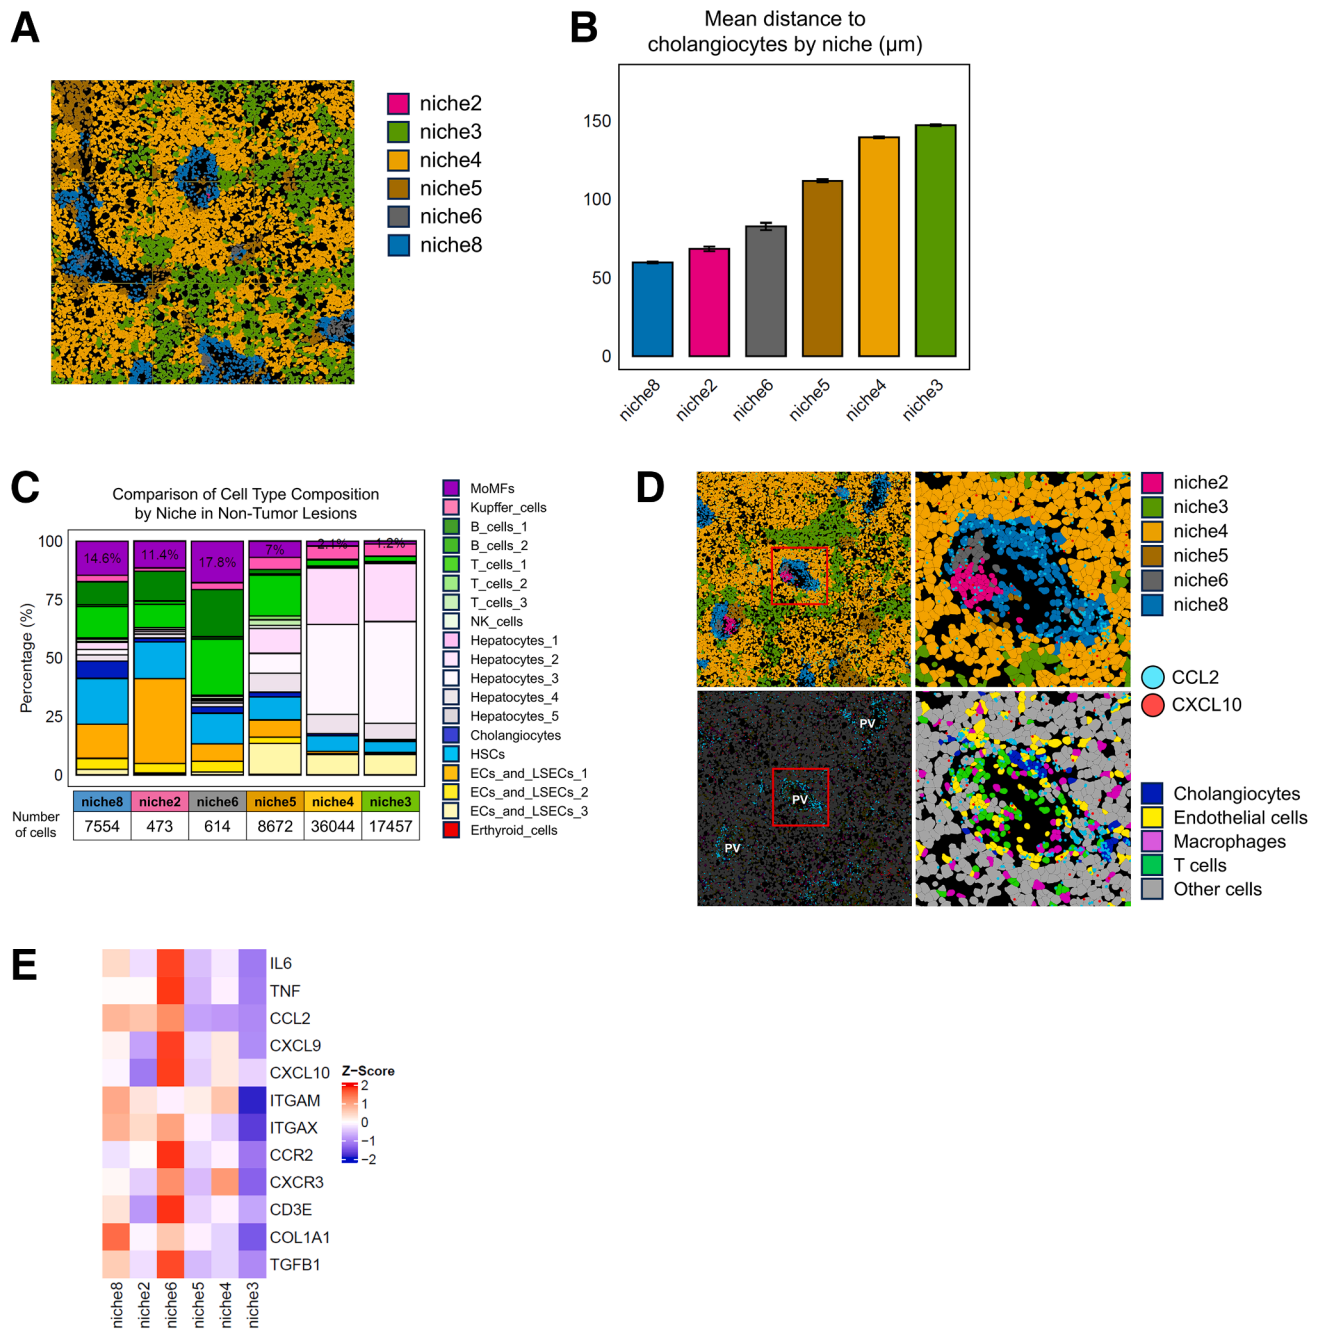 A
niche2
niche3
niche4
niche5
niche6
niche8
B
Mean distance to
cholangiocytes by niche (µm)
150
100
50
0
niche8
niche2
niche6
niche5
niche4
niche3
C
Comparison of Cell Type Composition
by Niche in Non-Tumor Lesions
Percentage (%)
100
75
50
25
0
14.6%
11.4%
17.8%
7%
2.1%
1.2%
niche8
niche2
niche6
niche5
niche4
niche3
Number
of cells
7554
473
614
8672
36044
17457
MoMFs
Kupffer_cells
B_cells_1
B_cells_2
T_cells_1
T_cells_2
T_cells_3
NK_cells
Hepatocytes_1
Hepatocytes_2
Hepatocytes_3
Hepatocytes_4
Hepatocytes_5
Cholangiocytes
HSCs
ECs_and_LSECs_1
ECs_and_LSECs_2
ECs_and_LSECs_3
Erthyroid_cells
D
PV
PV
PV
niche2
niche3
niche4
niche5
niche6
niche8
CCL2
CXCL10
Cholangiocytes
Endothelial cells
Macrophages
T cells
Other cells
E
IL6
TNF
CCL2
CXCL9
CXCL10
ITGAM
ITGAX
CCR2
CXCR3
CD3E
COL1A1
TGFB1
niche8
niche2
niche6
niche5
niche4
niche3
Z−Score
2
1
0
−1
−2